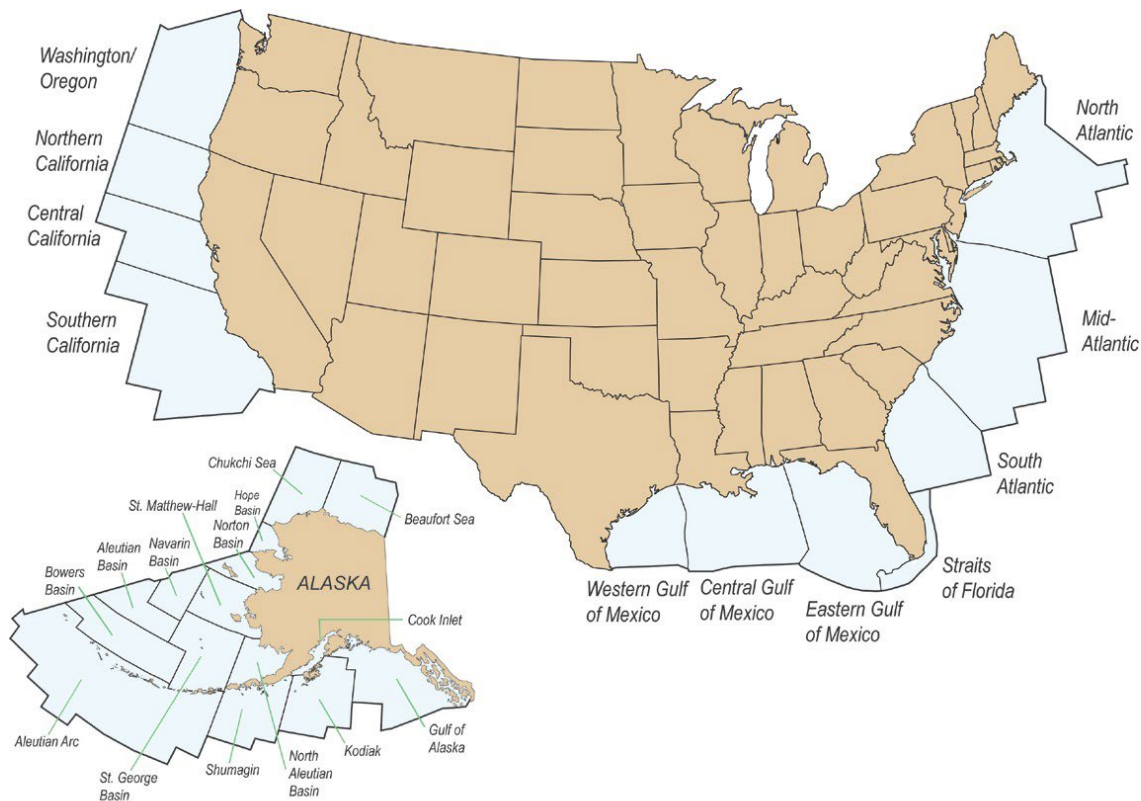 Washington/
Oregon
Northern
California
Central
California
Southern
California
North
Atlantic
Mid-
Atlantic
South
Atlantic
Straits
of Florida
Western Gulf
of Mexico
Central Gulf
of Mexico
Eastern Gulf
of Mexico
Chukchi Sea
Beaufort Sea
Hope
Basin
St. Matthew-Hall
Norton
Basin
Navarin
Basin
Aleutian
Basin
Bowers
Basin
ALASKA
Cook Inlet
Aleutian Arc
St. George
Basin
Shumagin
North
Aleutian
Basin
Kodiak
Gulf of
Alaska